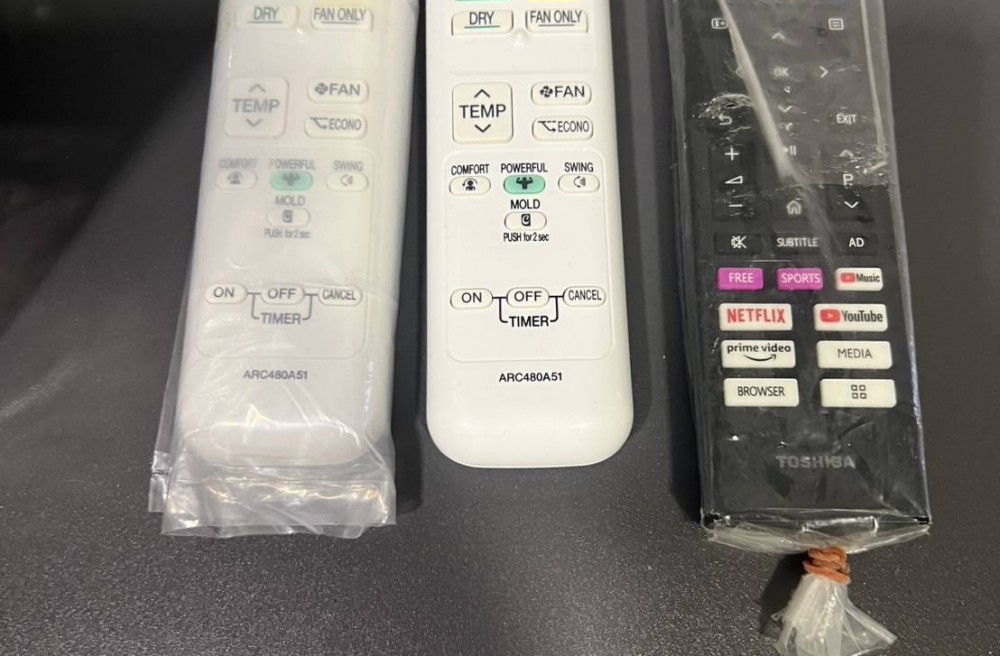 DRY FAN ONLY
TEMP FAN
ECONO
COMFORT POWERFUL SWING
MOLD
PUSH for 2 sec
ON OFF CANCEL
TIMER
ARC480A51
DRY FAN ONLY
TEMP FAN
ECONO
COMFORT POWERFUL SWING
MOLD
PUSH for 2 sec
ON OFF CANCEL
TIMER
ARC480A51
OK
EXIT
+
P
−
SUBTITLE AD
FREE SPORTS Music
NETFLIX YouTube
prime video MEDIA
BROWSER
TOSHIBA